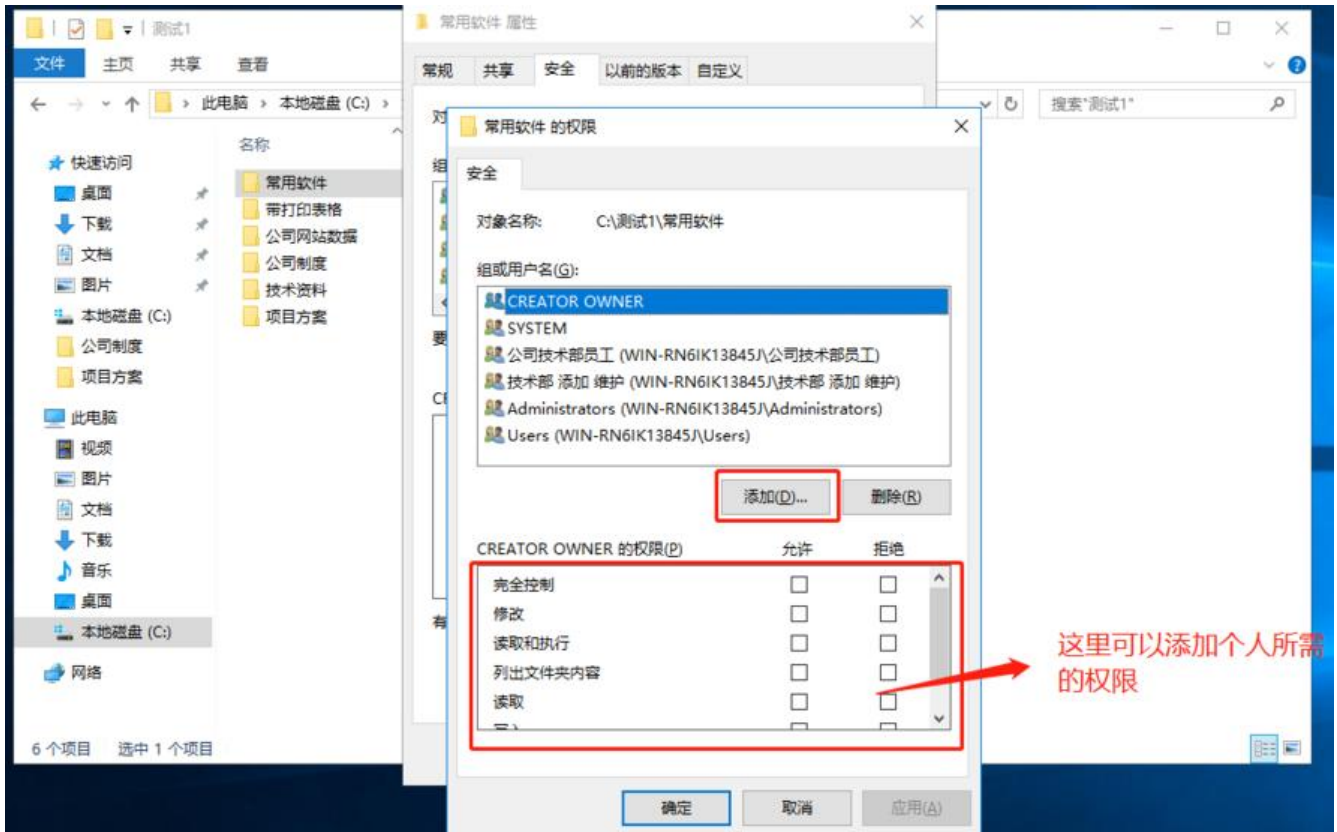 测试1
文件 主页 共享 查看
此电脑 › 本地磁盘 (C:) ›
搜索"测试1"
快速访问
桌面
下载
文档
图片
本地磁盘 (C:)
公司制度
项目方案
此电脑
视频
图片
文档
下载
音乐
桌面
本地磁盘 (C:)
网络
6 个项目 选中 1 个项目
名称
常用软件
带打印表格
公司网站数据
公司制度
技术资料
项目方案
常用软件 属性
常规 共享 安全 以前的版本 自定义
对
组
要
有
常用软件 的权限
安全
对象名称: C:\测试1\常用软件
组或用户名(G):
CREATOR OWNER
SYSTEM
公司技术部员工 (WIN-RN6IK13845J\公司技术部员工)
技术部 添加 维护 (WIN-RN6IK13845J\技术部 添加 维护)
Administrators (WIN-RN6IK13845J\Administrators)
Users (WIN-RN6IK13845J\Users)
添加(D)... 删除(R)
CREATOR OWNER 的权限(P) 允许 拒绝
完全控制
修改
读取和执行
列出文件夹内容
读取
确定 取消 应用(A)
这里可以添加个人所需
的权限